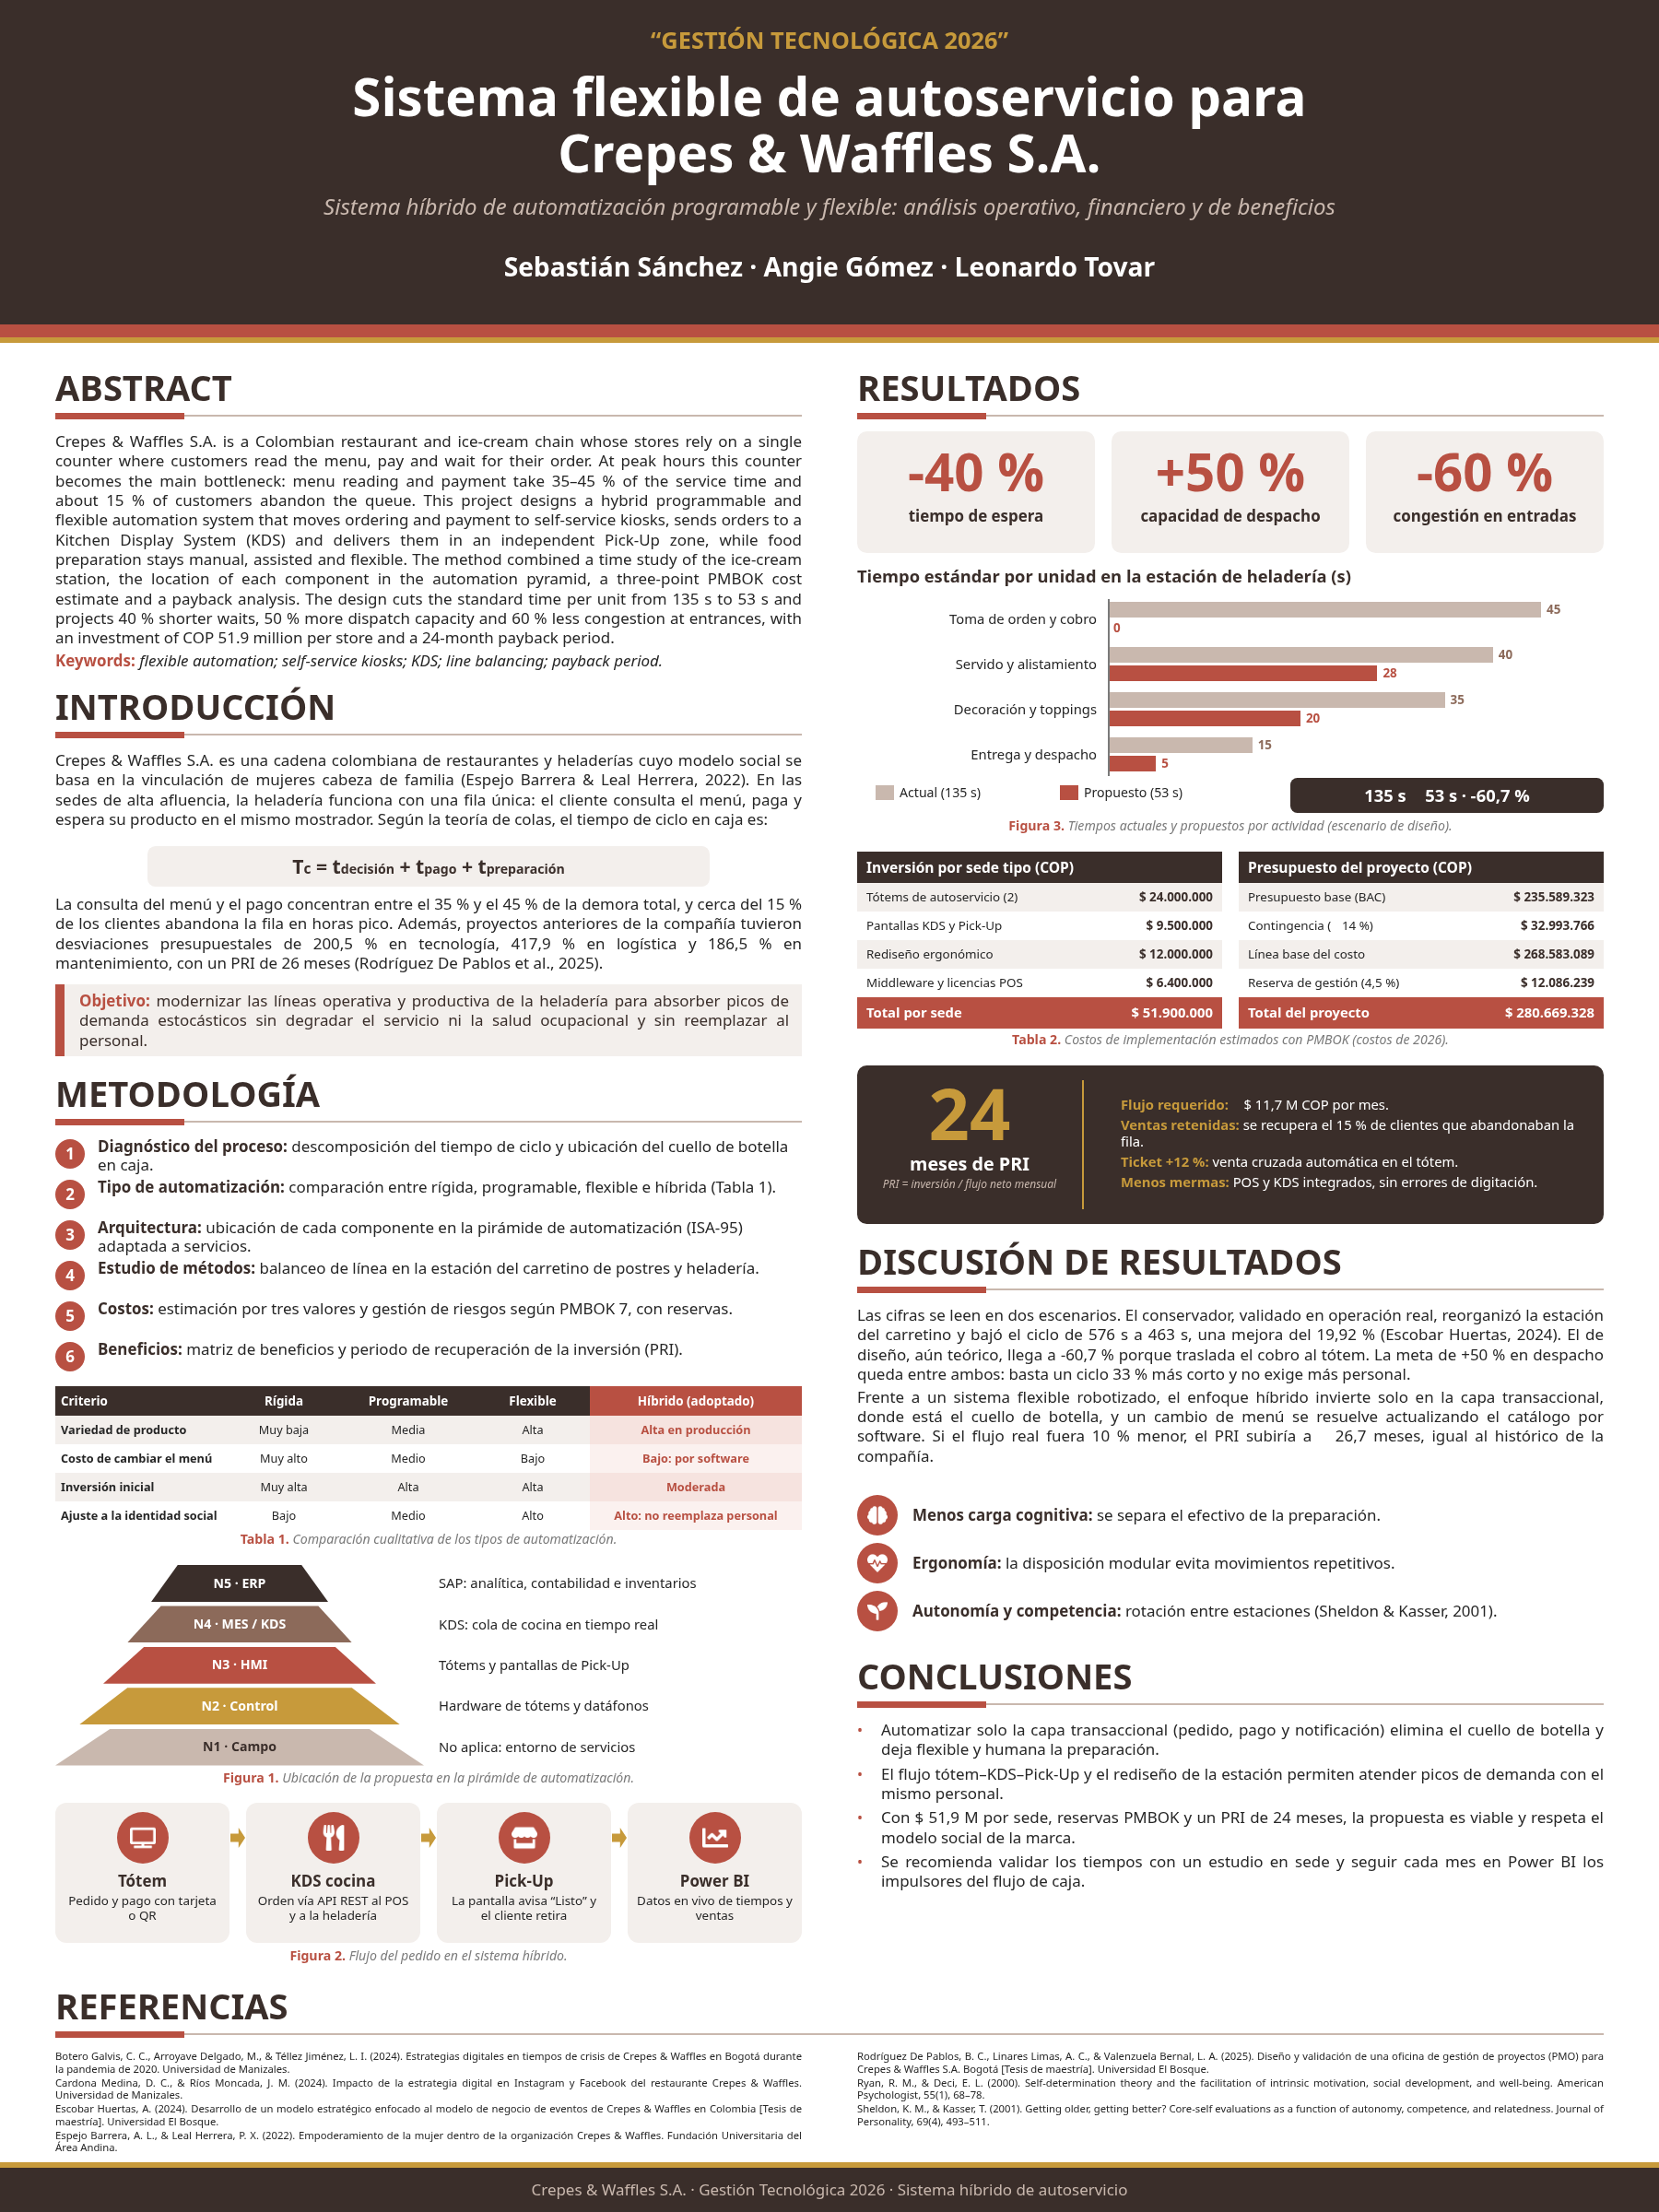 “GESTIÓN TECNOLÓGICA 2026”
Sistema flexible de autoservicio para
Crepes & Waffles S.A.
Sistema híbrido de automatización programable y flexible: análisis operativo, financiero y de beneficios
Sebastián Sánchez · Angie Gómez · Leonardo Tovar
ABSTRACT
Crepes & Waffles S.A. is a Colombian restaurant and ice-cream chain whose stores rely on a single
counter where customers read the menu, pay and wait for their order. At peak hours this counter
becomes the main bottleneck: menu reading and payment take 35–45 % of the service time and
about 15 % of customers abandon the queue. This project designs a hybrid programmable and
flexible automation system that moves ordering and payment to self-service kiosks, sends orders to a
Kitchen Display System (KDS) and delivers them in an independent Pick-Up zone, while food
preparation stays manual, assisted and flexible. The method combined a time study of the ice-cream
station, the location of each component in the automation pyramid, a three-point PMBOK cost
estimate and a payback analysis. The design cuts the standard time per unit from 135 s to 53 s and
projects 40 % shorter waits, 50 % more dispatch capacity and 60 % less congestion at entrances, with
an investment of COP 51.9 million per store and a 24-month payback period.
Keywords: flexible automation; self-service kiosks; KDS; line balancing; payback period.
INTRODUCCIÓN
Crepes & Waffles S.A. es una cadena colombiana de restaurantes y heladerías cuyo modelo social se
basa en la vinculación de mujeres cabeza de familia (Espejo Barrera & Leal Herrera, 2022). En las
sedes de alta afluencia, la heladería funciona con una fila única: el cliente consulta el menú, paga y
espera su producto en el mismo mostrador. Según la teoría de colas, el tiempo de ciclo en caja es:
Tc = tdecisión + tpago + tpreparación
La consulta del menú y el pago concentran entre el 35 % y el 45 % de la demora total, y cerca del 15 %
de los clientes abandona la fila en horas pico. Además, proyectos anteriores de la compañía tuvieron
desviaciones presupuestales de 200,5 % en tecnología, 417,9 % en logística y 186,5 % en
mantenimiento, con un PRI de 26 meses (Rodríguez De Pablos et al., 2025).
Objetivo: modernizar las líneas operativa y productiva de la heladería para absorber picos de
demanda estocásticos sin degradar el servicio ni la salud ocupacional y sin reemplazar al
personal.
METODOLOGÍA
1 Diagnóstico del proceso: descomposición del tiempo de ciclo y ubicación del cuello de botella
en caja.
2 Tipo de automatización: comparación entre rígida, programable, flexible e híbrida (Tabla 1).
3 Arquitectura: ubicación de cada componente en la pirámide de automatización (ISA-95)
adaptada a servicios.
4 Estudio de métodos: balanceo de línea en la estación del carretino de postres y heladería.
5 Costos: estimación por tres valores y gestión de riesgos según PMBOK 7, con reservas.
6 Beneficios: matriz de beneficios y periodo de recuperación de la inversión (PRI).
Criterio Rígida Programable Flexible Híbrido (adoptado)
Variedad de producto Muy baja Media Alta Alta en producción
Costo de cambiar el menú Muy alto Medio Bajo Bajo: por software
Inversión inicial Muy alta Alta Alta Moderada
Ajuste a la identidad social Bajo Medio Alto Alto: no reemplaza personal
Tabla 1. Comparación cualitativa de los tipos de automatización.
N5 · ERP SAP: analítica, contabilidad e inventarios
N4 · MES / KDS KDS: cola de cocina en tiempo real
N3 · HMI Tótems y pantallas de Pick-Up
N2 · Control Hardware de tótems y datáfonos
N1 · Campo No aplica: entorno de servicios
Figura 1. Ubicación de la propuesta en la pirámide de automatización.
Tótem
Pedido y pago con tarjeta
o QR
KDS cocina
Orden vía API REST al POS
y a la heladería
Pick-Up
La pantalla avisa “Listo” y
el cliente retira
Power BI
Datos en vivo de tiempos y
ventas
Figura 2. Flujo del pedido en el sistema híbrido.
RESULTADOS
-40 %
tiempo de espera
+50 %
capacidad de despacho
-60 %
congestión en entradas
Tiempo estándar por unidad en la estación de heladería (s)
Toma de orden y cobro 45
0
Servido y alistamiento 40
28
Decoración y toppings 35
20
Entrega y despacho 15
5
Actual (135 s) Propuesto (53 s) 135 s 53 s · -60,7 %
Figura 3. Tiempos actuales y propuestos por actividad (escenario de diseño).
Inversión por sede tipo (COP)
Tótems de autoservicio (2) $ 24.000.000
Pantallas KDS y Pick-Up $ 9.500.000
Rediseño ergonómico $ 12.000.000
Middleware y licencias POS $ 6.400.000
Total por sede $ 51.900.000
Presupuesto del proyecto (COP)
Presupuesto base (BAC) $ 235.589.323
Contingencia ( 14 %) $ 32.993.766
Línea base del costo $ 268.583.089
Reserva de gestión (4,5 %) $ 12.086.239
Total del proyecto $ 280.669.328
Tabla 2. Costos de implementación estimados con PMBOK (costos de 2026).
24
meses de PRI
PRI = inversión / flujo neto mensual
Flujo requerido: $ 11,7 M COP por mes.
Ventas retenidas: se recupera el 15 % de clientes que abandonaban la
fila.
Ticket +12 %: venta cruzada automática en el tótem.
Menos mermas: POS y KDS integrados, sin errores de digitación.
DISCUSIÓN DE RESULTADOS
Las cifras se leen en dos escenarios. El conservador, validado en operación real, reorganizó la estación
del carretino y bajó el ciclo de 576 s a 463 s, una mejora del 19,92 % (Escobar Huertas, 2024). El de
diseño, aún teórico, llega a -60,7 % porque traslada el cobro al tótem. La meta de +50 % en despacho
queda entre ambos: basta un ciclo 33 % más corto y no exige más personal.
Frente a un sistema flexible robotizado, el enfoque híbrido invierte solo en la capa transaccional,
donde está el cuello de botella, y un cambio de menú se resuelve actualizando el catálogo por
software. Si el flujo real fuera 10 % menor, el PRI subiría a 26,7 meses, igual al histórico de la
compañía.
Menos carga cognitiva: se separa el efectivo de la preparación.
Ergonomía: la disposición modular evita movimientos repetitivos.
Autonomía y competencia: rotación entre estaciones (Sheldon & Kasser, 2001).
CONCLUSIONES
• Automatizar solo la capa transaccional (pedido, pago y notificación) elimina el cuello de botella y
deja flexible y humana la preparación.
• El flujo tótem–KDS–Pick-Up y el rediseño de la estación permiten atender picos de demanda con el
mismo personal.
• Con $ 51,9 M por sede, reservas PMBOK y un PRI de 24 meses, la propuesta es viable y respeta el
modelo social de la marca.
• Se recomienda validar los tiempos con un estudio en sede y seguir cada mes en Power BI los
impulsores del flujo de caja.
REFERENCIAS
Botero Galvis, C. C., Arroyave Delgado, M., & Téllez Jiménez, L. I. (2024). Estrategias digitales en tiempos de crisis de Crepes & Waffles en Bogotá durante
la pandemia de 2020. Universidad de Manizales.
Cardona Medina, D. C., & Ríos Moncada, J. M. (2024). Impacto de la estrategia digital en Instagram y Facebook del restaurante Crepes & Waffles.
Universidad de Manizales.
Escobar Huertas, A. (2024). Desarrollo de un modelo estratégico enfocado al modelo de negocio de eventos de Crepes & Waffles en Colombia [Tesis de
maestría]. Universidad El Bosque.
Espejo Barrera, A. L., & Leal Herrera, P. X. (2022). Empoderamiento de la mujer dentro de la organización Crepes & Waffles. Fundación Universitaria del
Área Andina.
Rodríguez De Pablos, B. C., Linares Limas, A. C., & Valenzuela Bernal, L. A. (2025). Diseño y validación de una oficina de gestión de proyectos (PMO) para
Crepes & Waffles S.A. Bogotá [Tesis de maestría]. Universidad El Bosque.
Ryan, R. M., & Deci, E. L. (2000). Self-determination theory and the facilitation of intrinsic motivation, social development, and well-being. American
Psychologist, 55(1), 68–78.
Sheldon, K. M., & Kasser, T. (2001). Getting older, getting better? Core-self evaluations as a function of autonomy, competence, and relatedness. Journal of
Personality, 69(4), 493–511.
Crepes & Waffles S.A. · Gestión Tecnológica 2026 · Sistema híbrido de autoservicio